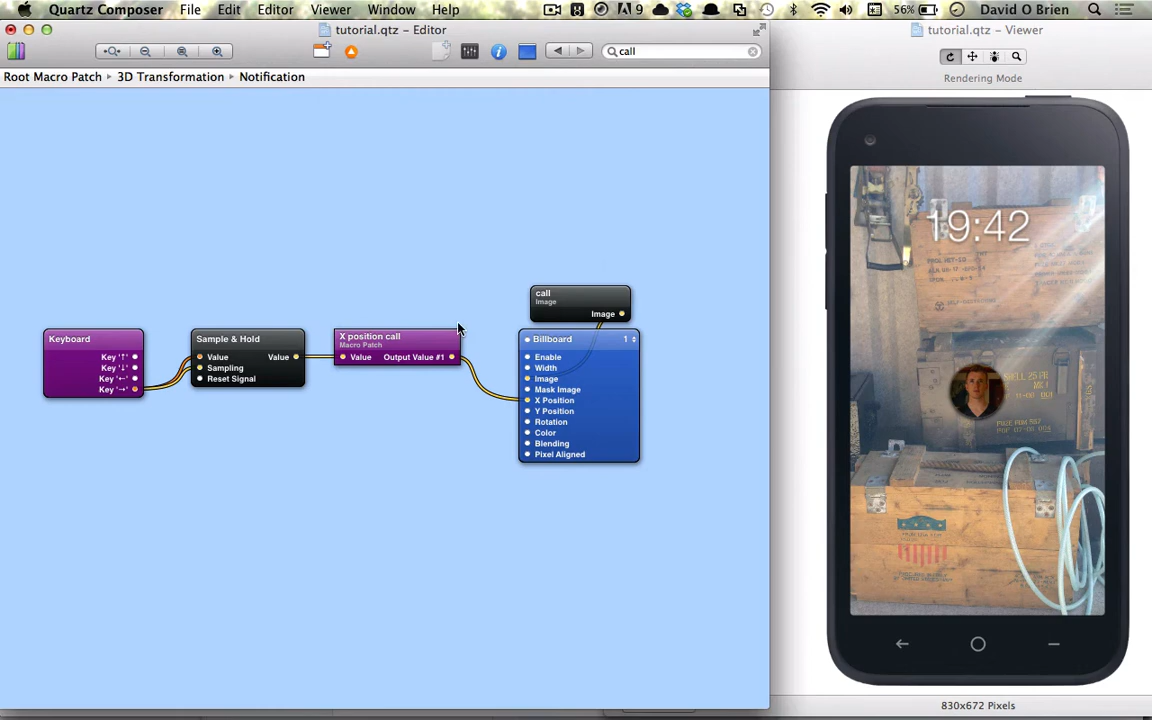 Quartz Composer File Edit Editor Viewer Window Help 9 56% David O Brien
tutorial.qtz – Editor
call
Root Macro Patch 3D Transformation Notification
Keyboard
Key '↑'
Key '↓'
Key '←'
Key '→'
Sample & Hold
Value Value
Sampling
Reset Signal
X position call
Macro Patch
Value Output Value #1
call
Image
Image
Billboard 1
Enable
Width
Image
Mask Image
X Position
Y Position
Rotation
Color
Blending
Pixel Aligned
tutorial.qtz – Viewer
Rendering Mode
19:42
830x672 Pixels